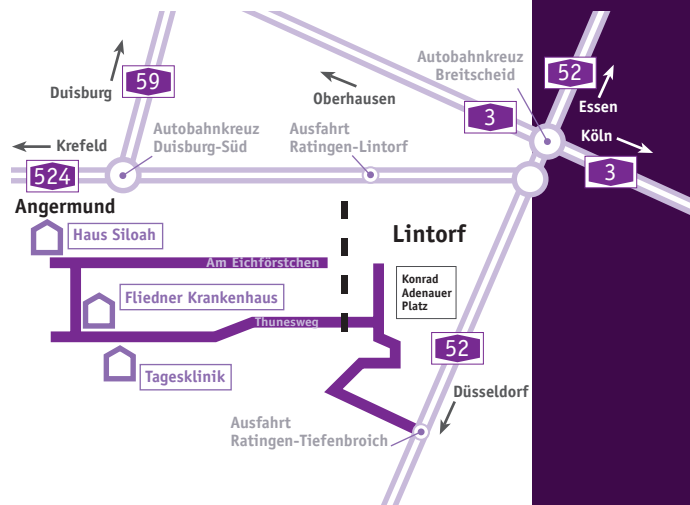 Autobahnkreuz
Breitscheid
52
59
Duisburg
Oberhausen
Essen
3
Köln
Krefeld
Autobahnkreuz
Duisburg-Süd
Ausfahrt
Ratingen-Lintorf
524
3
Angermund
Haus Siloah
Lintorf
Am Eichförstchen
Konrad
Adenauer
Platz
Fliedner Krankenhaus
Thunesweg
52
Tagesklinik
Düsseldorf
Ausfahrt
Ratingen-Tiefenbroich